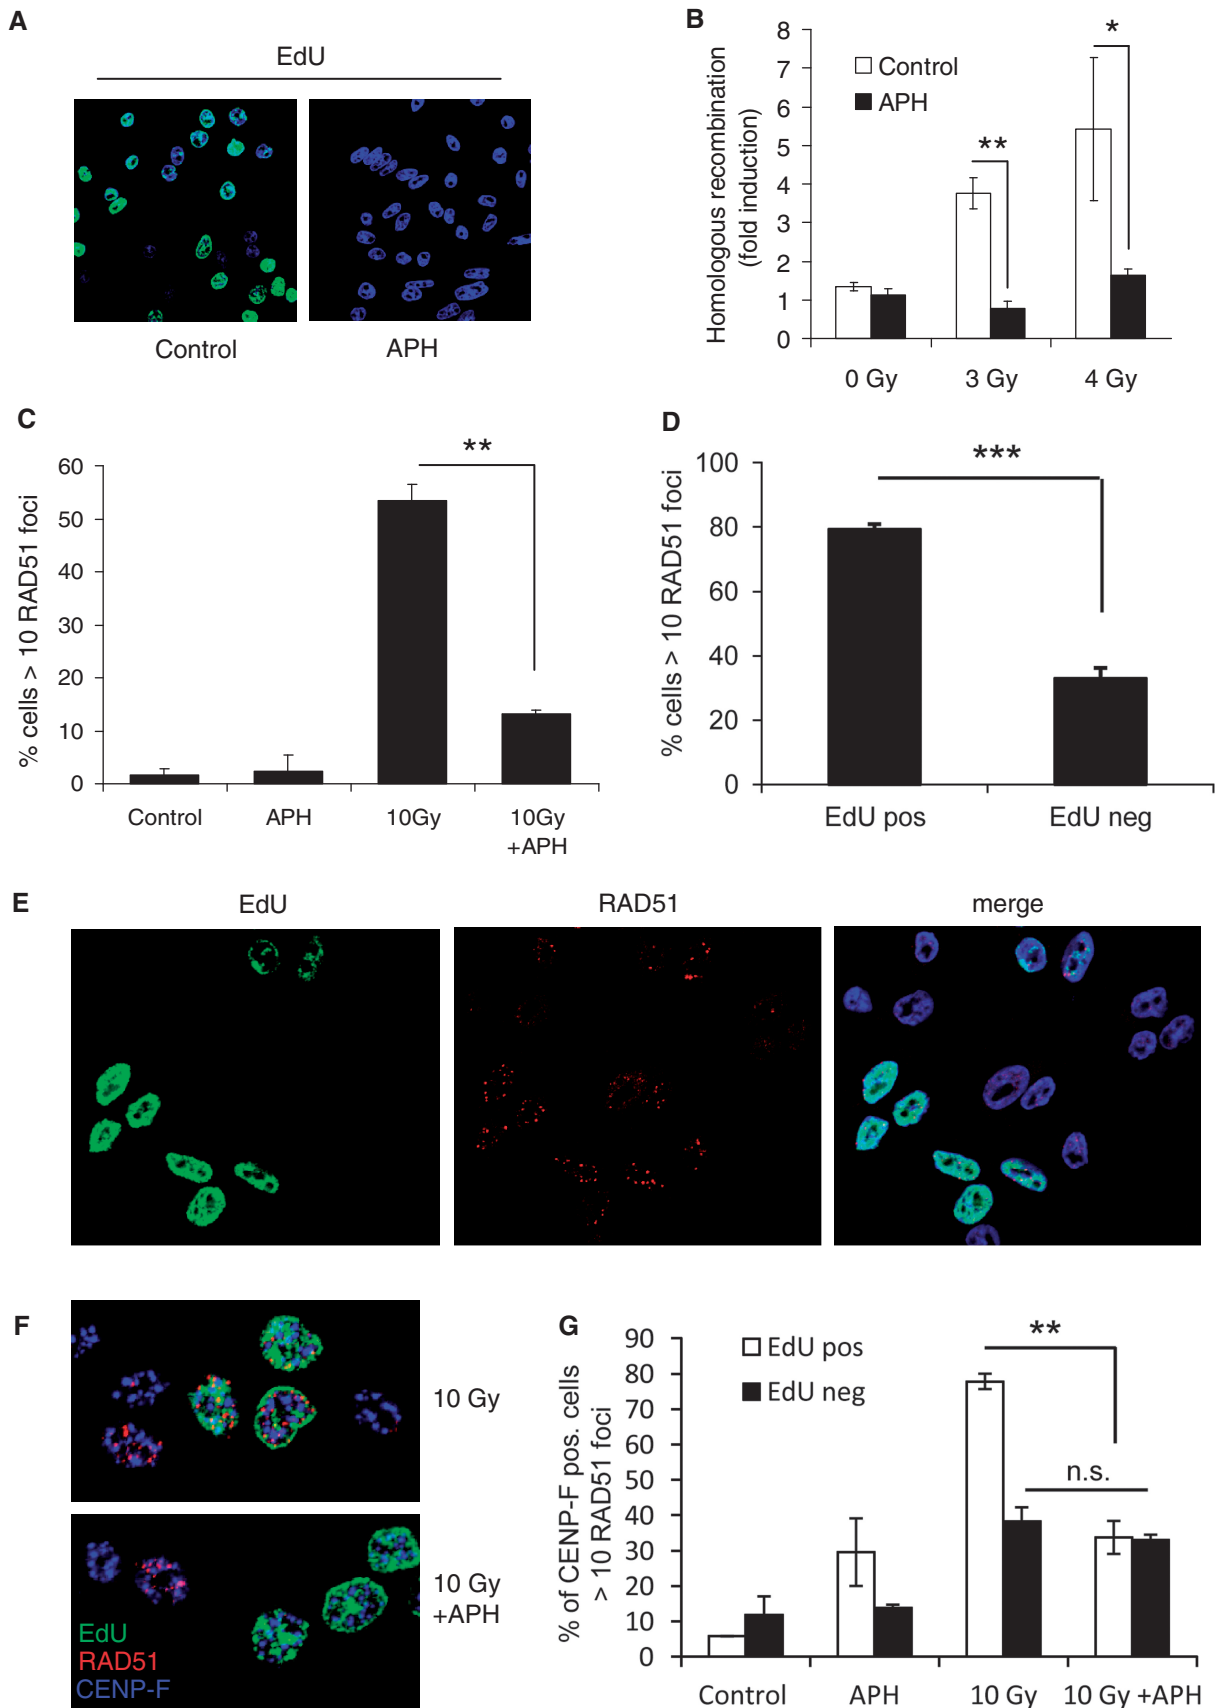 A
EdU
Control
APH
B
Homologous recombination
(fold induction)
8
7
6
5
4
3
2
1
0
Control
APH
**
*
0 Gy
3 Gy
4 Gy
C
% cells > 10 RAD51 foci
60
50
40
30
20
10
0
**
Control
APH
10Gy
10Gy
+APH
D
% cells > 10 RAD51 foci
100
80
60
40
20
0
***
EdU pos
EdU neg
E
EdU
RAD51
merge
F
10 Gy
10 Gy
+APH
EdU
RAD51
CENP-F
G
% of CENP-F pos. cells
> 10 RAD51 foci
90
80
70
60
50
40
30
20
10
0
EdU pos
EdU neg
**
n.s.
Control
APH
10 Gy
10 Gy +APH